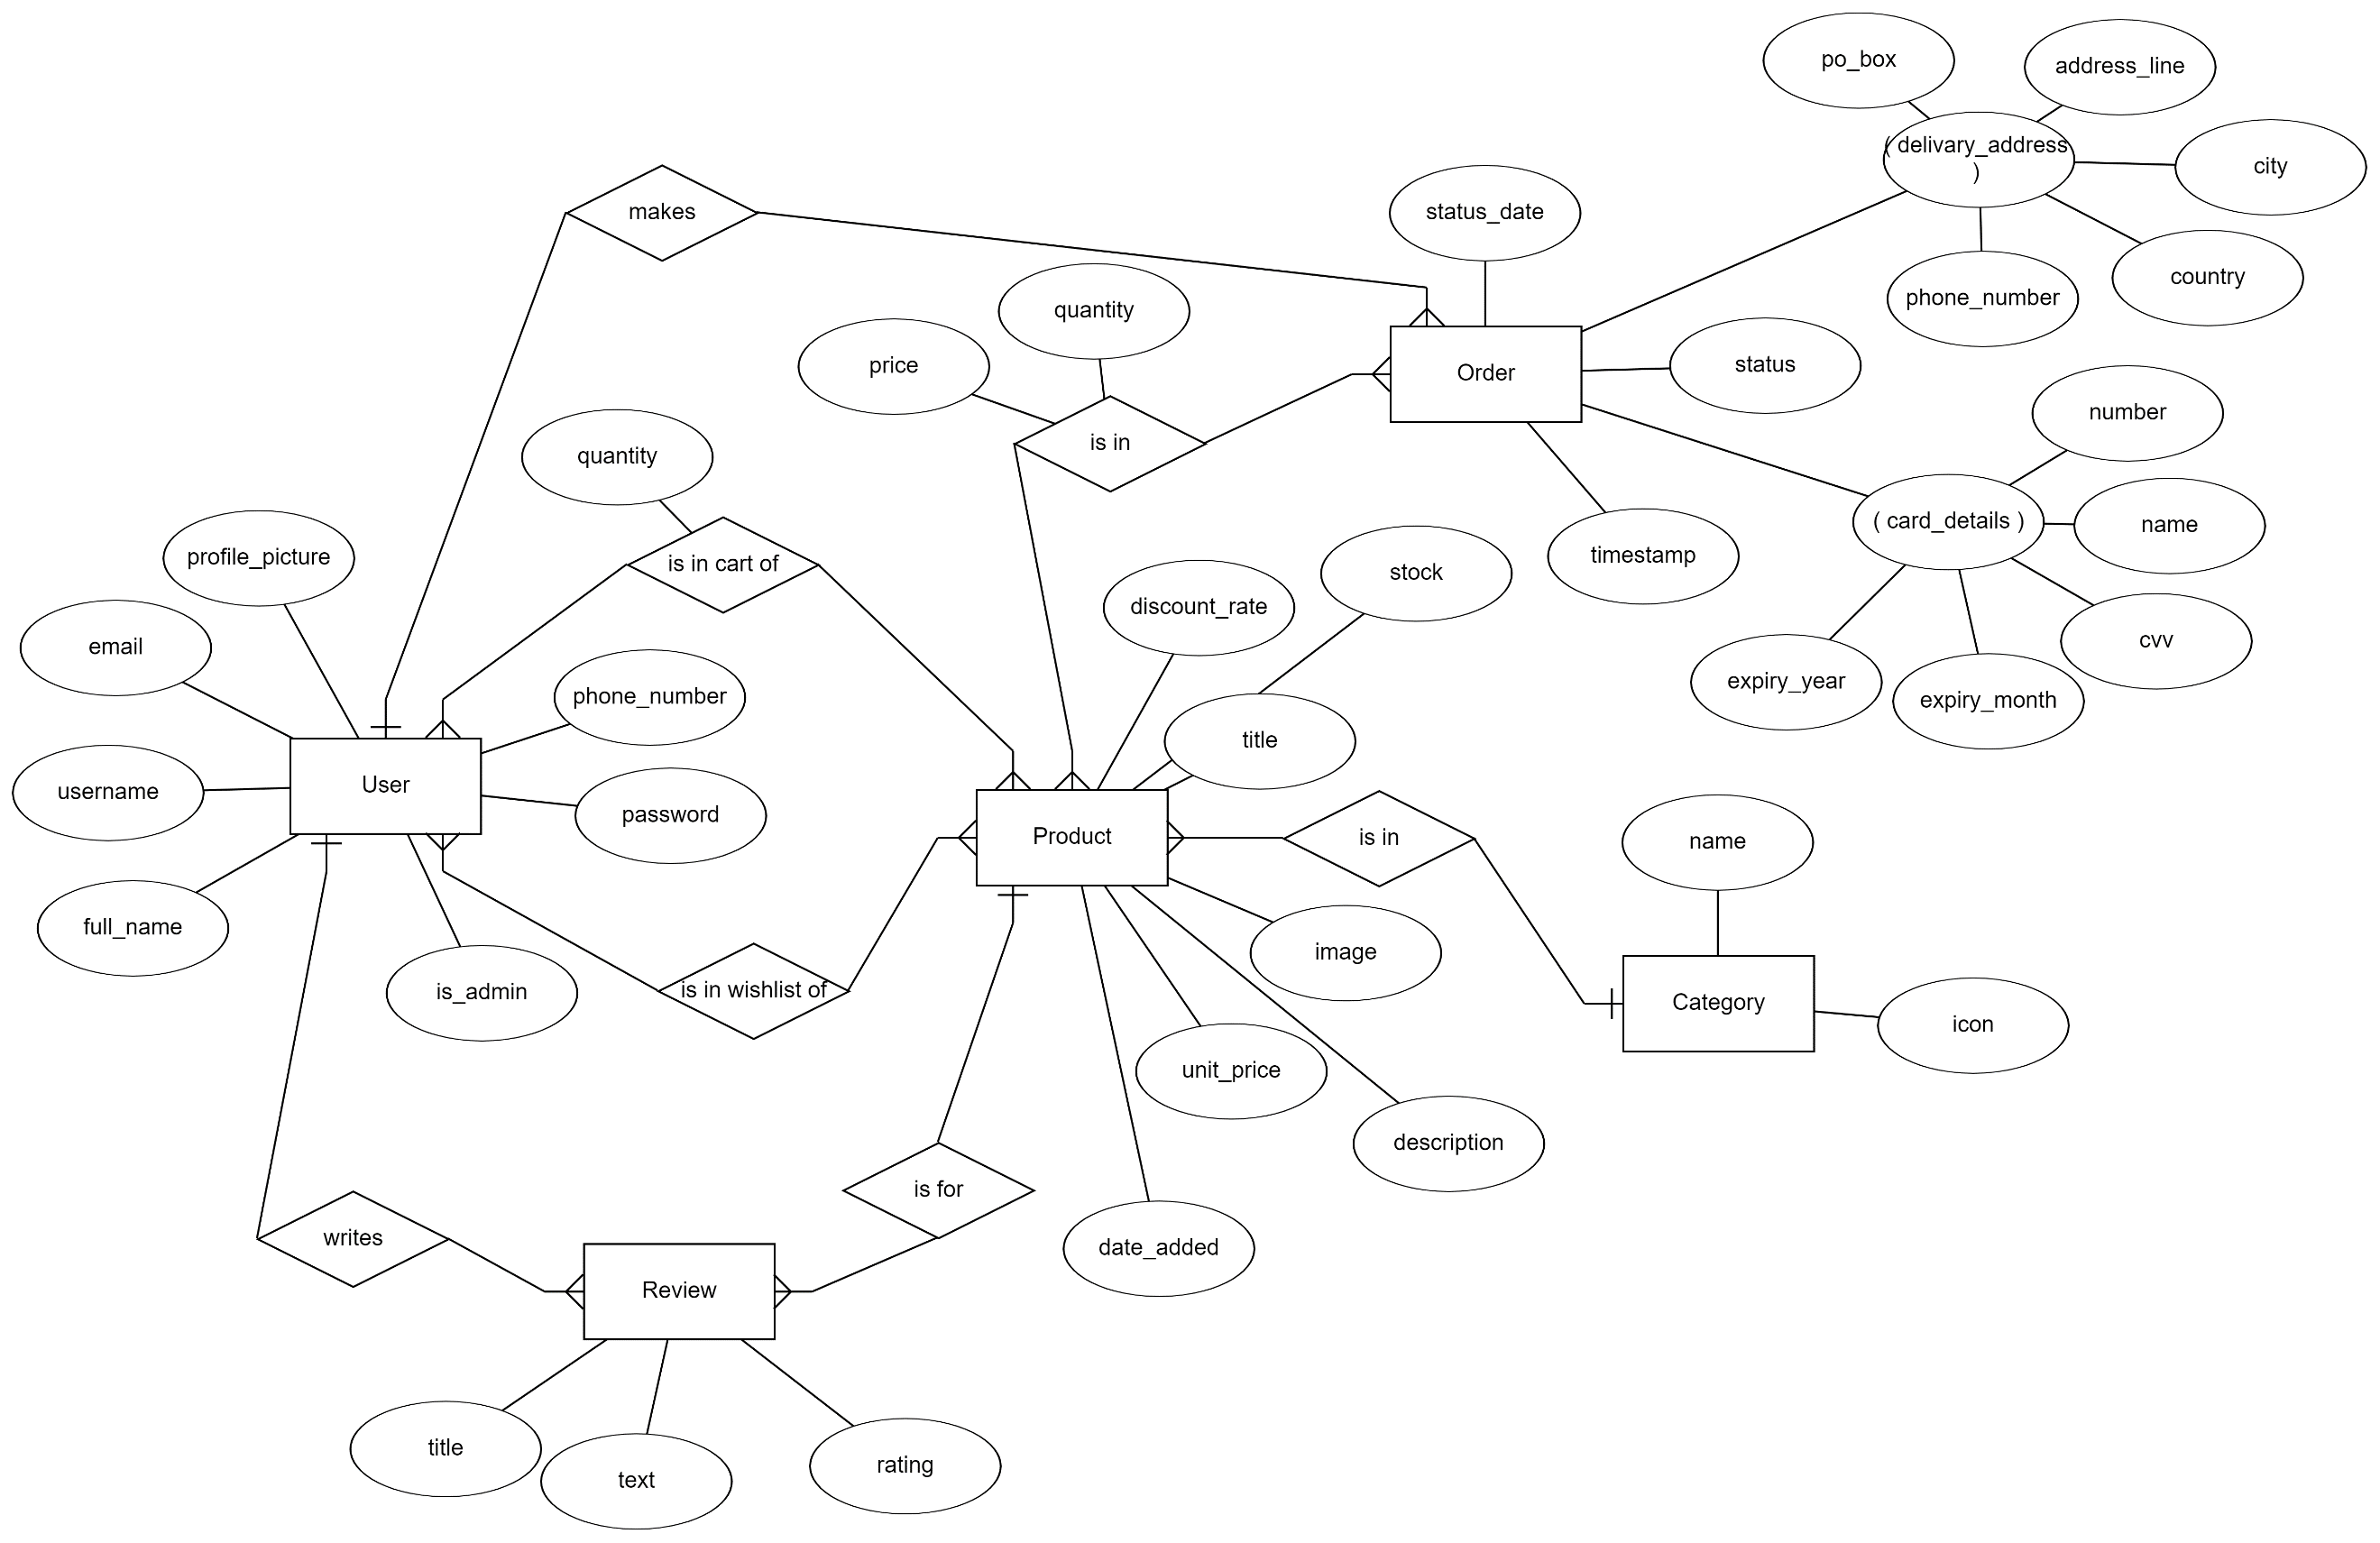 po_box
address_line
( delivary_address
)
city
makes
status_date
country
phone_number
quantity
price
status
Order
number
is in
quantity
( card_details )
name
profile_picture
is in cart of
timestamp
stock
discount_rate
cvv
email
expiry_year
phone_number
expiry_month
title
User
username
password
Product
is in
name
full_name
image
is_admin
is in wishlist of
Category
icon
unit_price
description
is for
writes
date_added
Review
title
rating
text